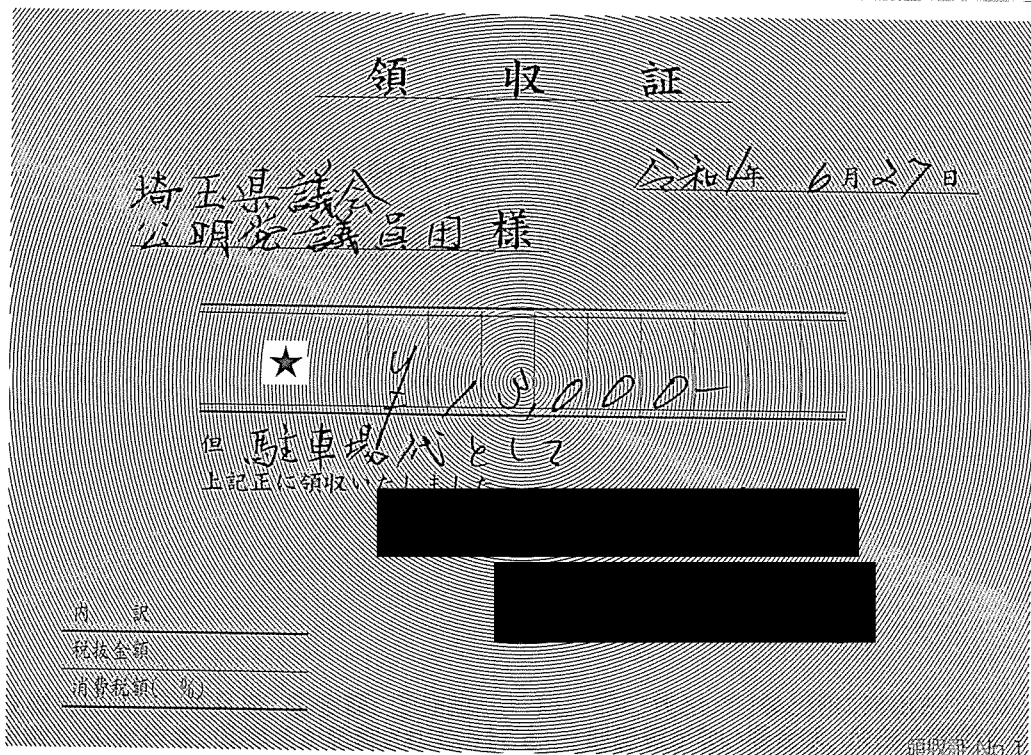 領収証
令和4年 6月27日
埼玉県議会
公明党議員団 様
★ ¥13,000-
但 駐車場代として
上記正に領収いたしました
内訳
税抜金額
消費税額( %)